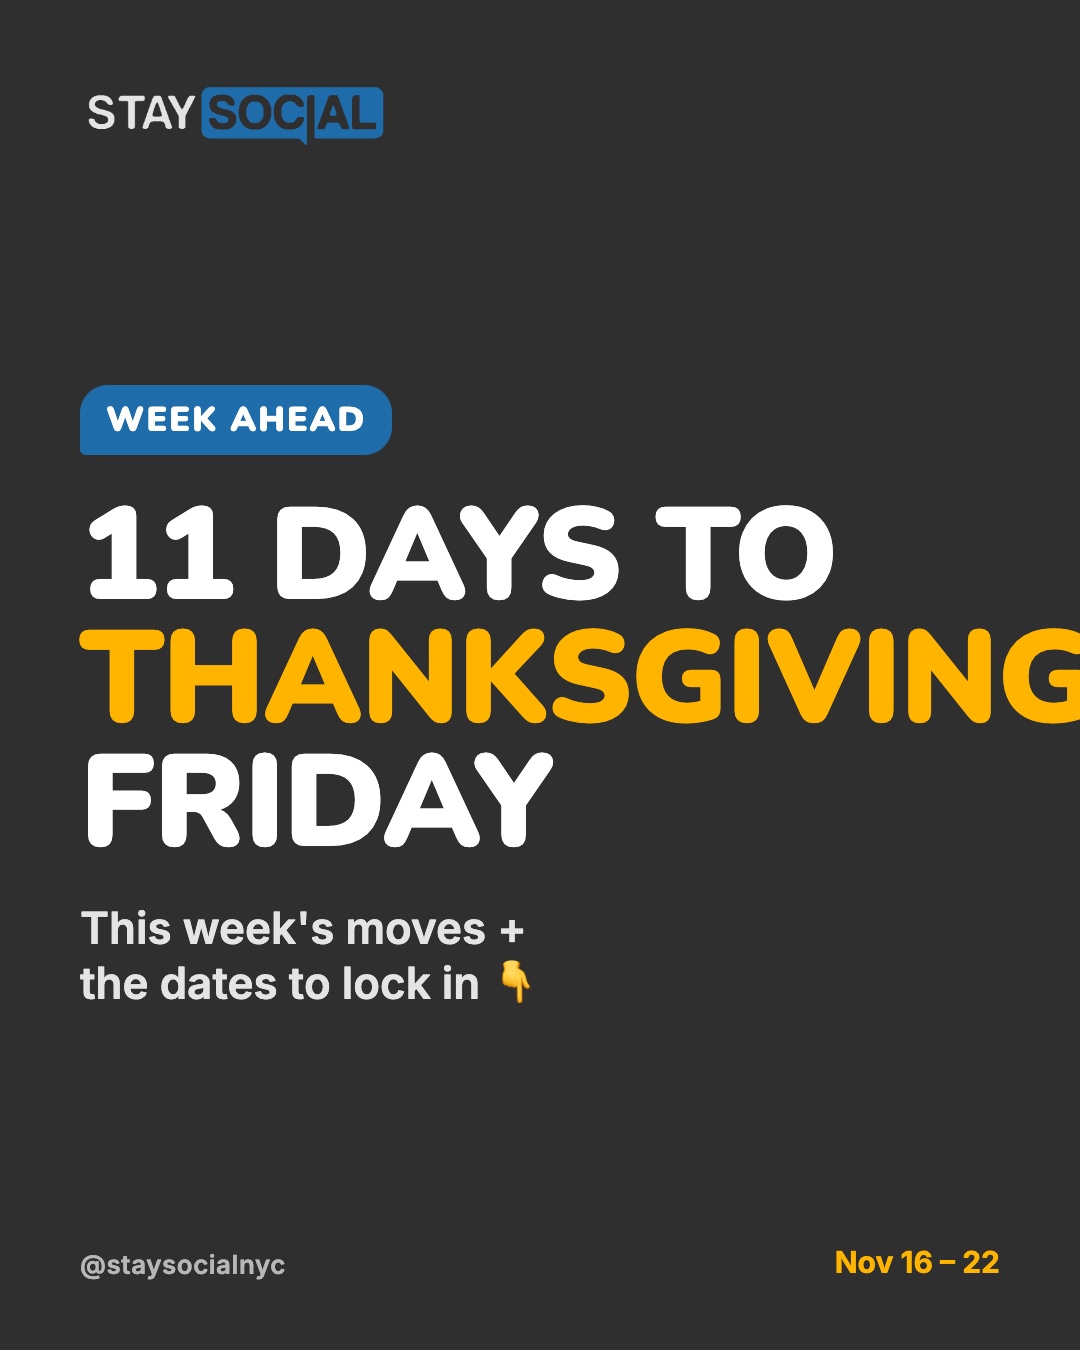 STAY SOCIAL
WEEK AHEAD
11 DAYS TO
THANKSGIVING
FRIDAY
This week's moves +
the dates to lock in 👇
@staysocialnyc
Nov 16 – 22